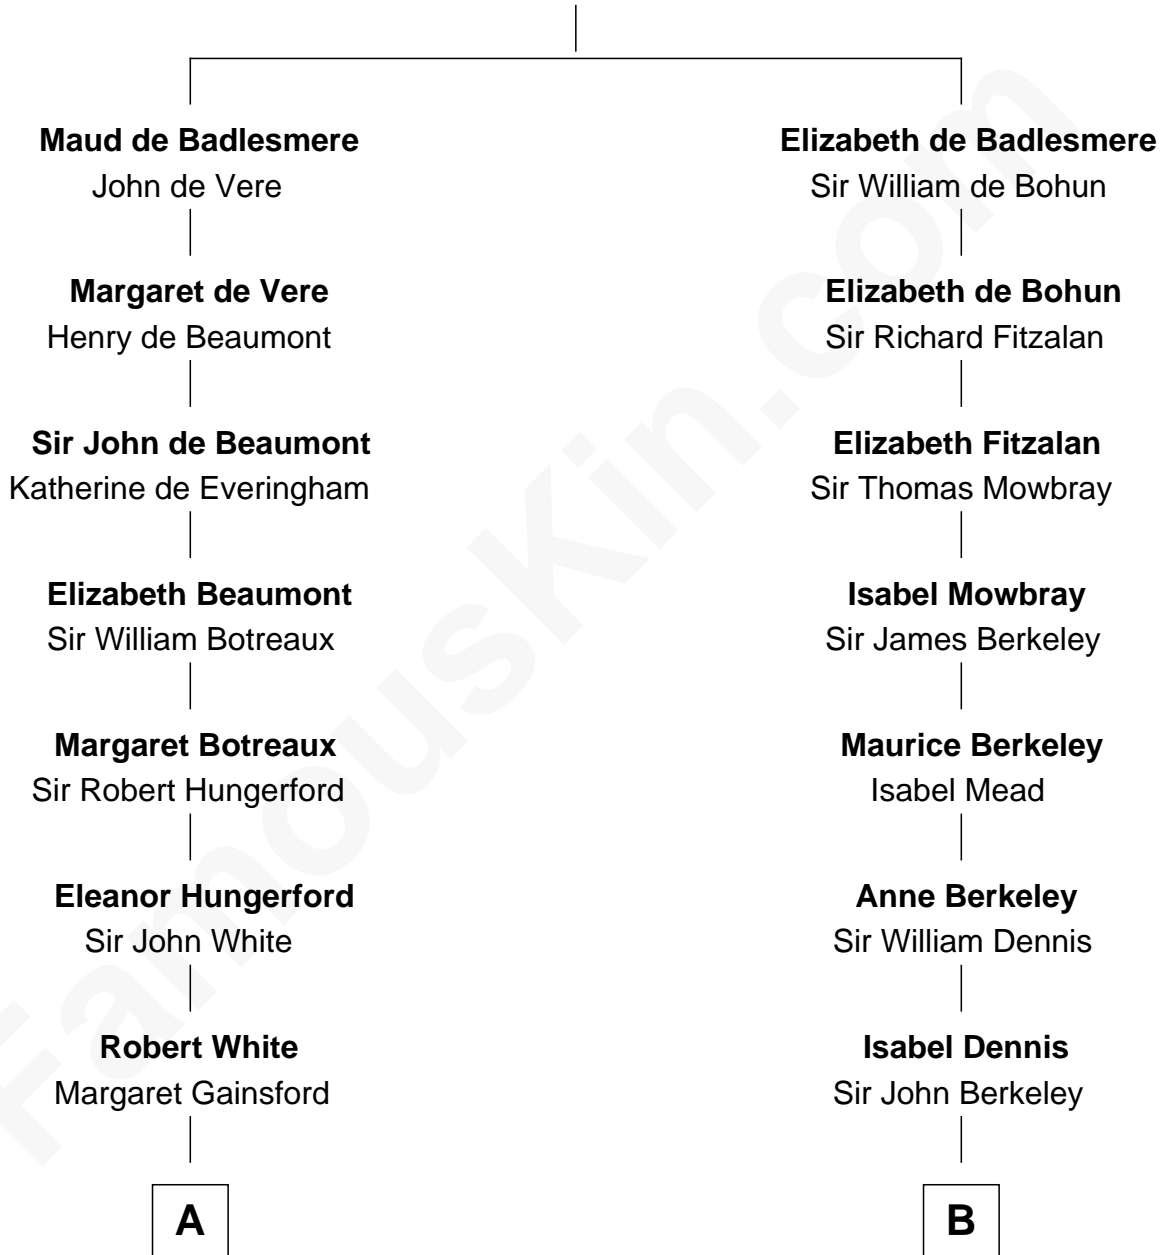 Maud de Badlesmere
John de Vere
Margaret de Vere
Henry de Beaumont
Sir John de Beaumont
Katherine de Everingham
Elizabeth Beaumont
Sir William Botreaux
Margaret Botreaux
Sir Robert Hungerford
Eleanor Hungerford
Sir John White
Robert White
Margaret Gainsford
A
Elizabeth de Badlesmere
Sir William de Bohun
Elizabeth de Bohun
Sir Richard Fitzalan
Elizabeth Fitzalan
Sir Thomas Mowbray
Isabel Mowbray
Sir James Berkeley
Maurice Berkeley
Isabel Mead
Anne Berkeley
Sir William Dennis
Isabel Dennis
Sir John Berkeley
B
FamousKin.com